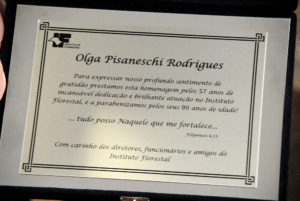 Olga Pisaneschi Rodrigues
Para expressar nosso profundo sentimento de
gratidão prestamos esta homenagem pelos 57 anos de
incansável dedicação e brilhante atuação no Instituto
Florestal, e a parabenizamos pelos seus 90 anos de idade!
... tudo posso Naquele que me fortalece...
Filipenses 4:13
Com carinho dos diretores, funcionários e amigos do
Instituto Florestal